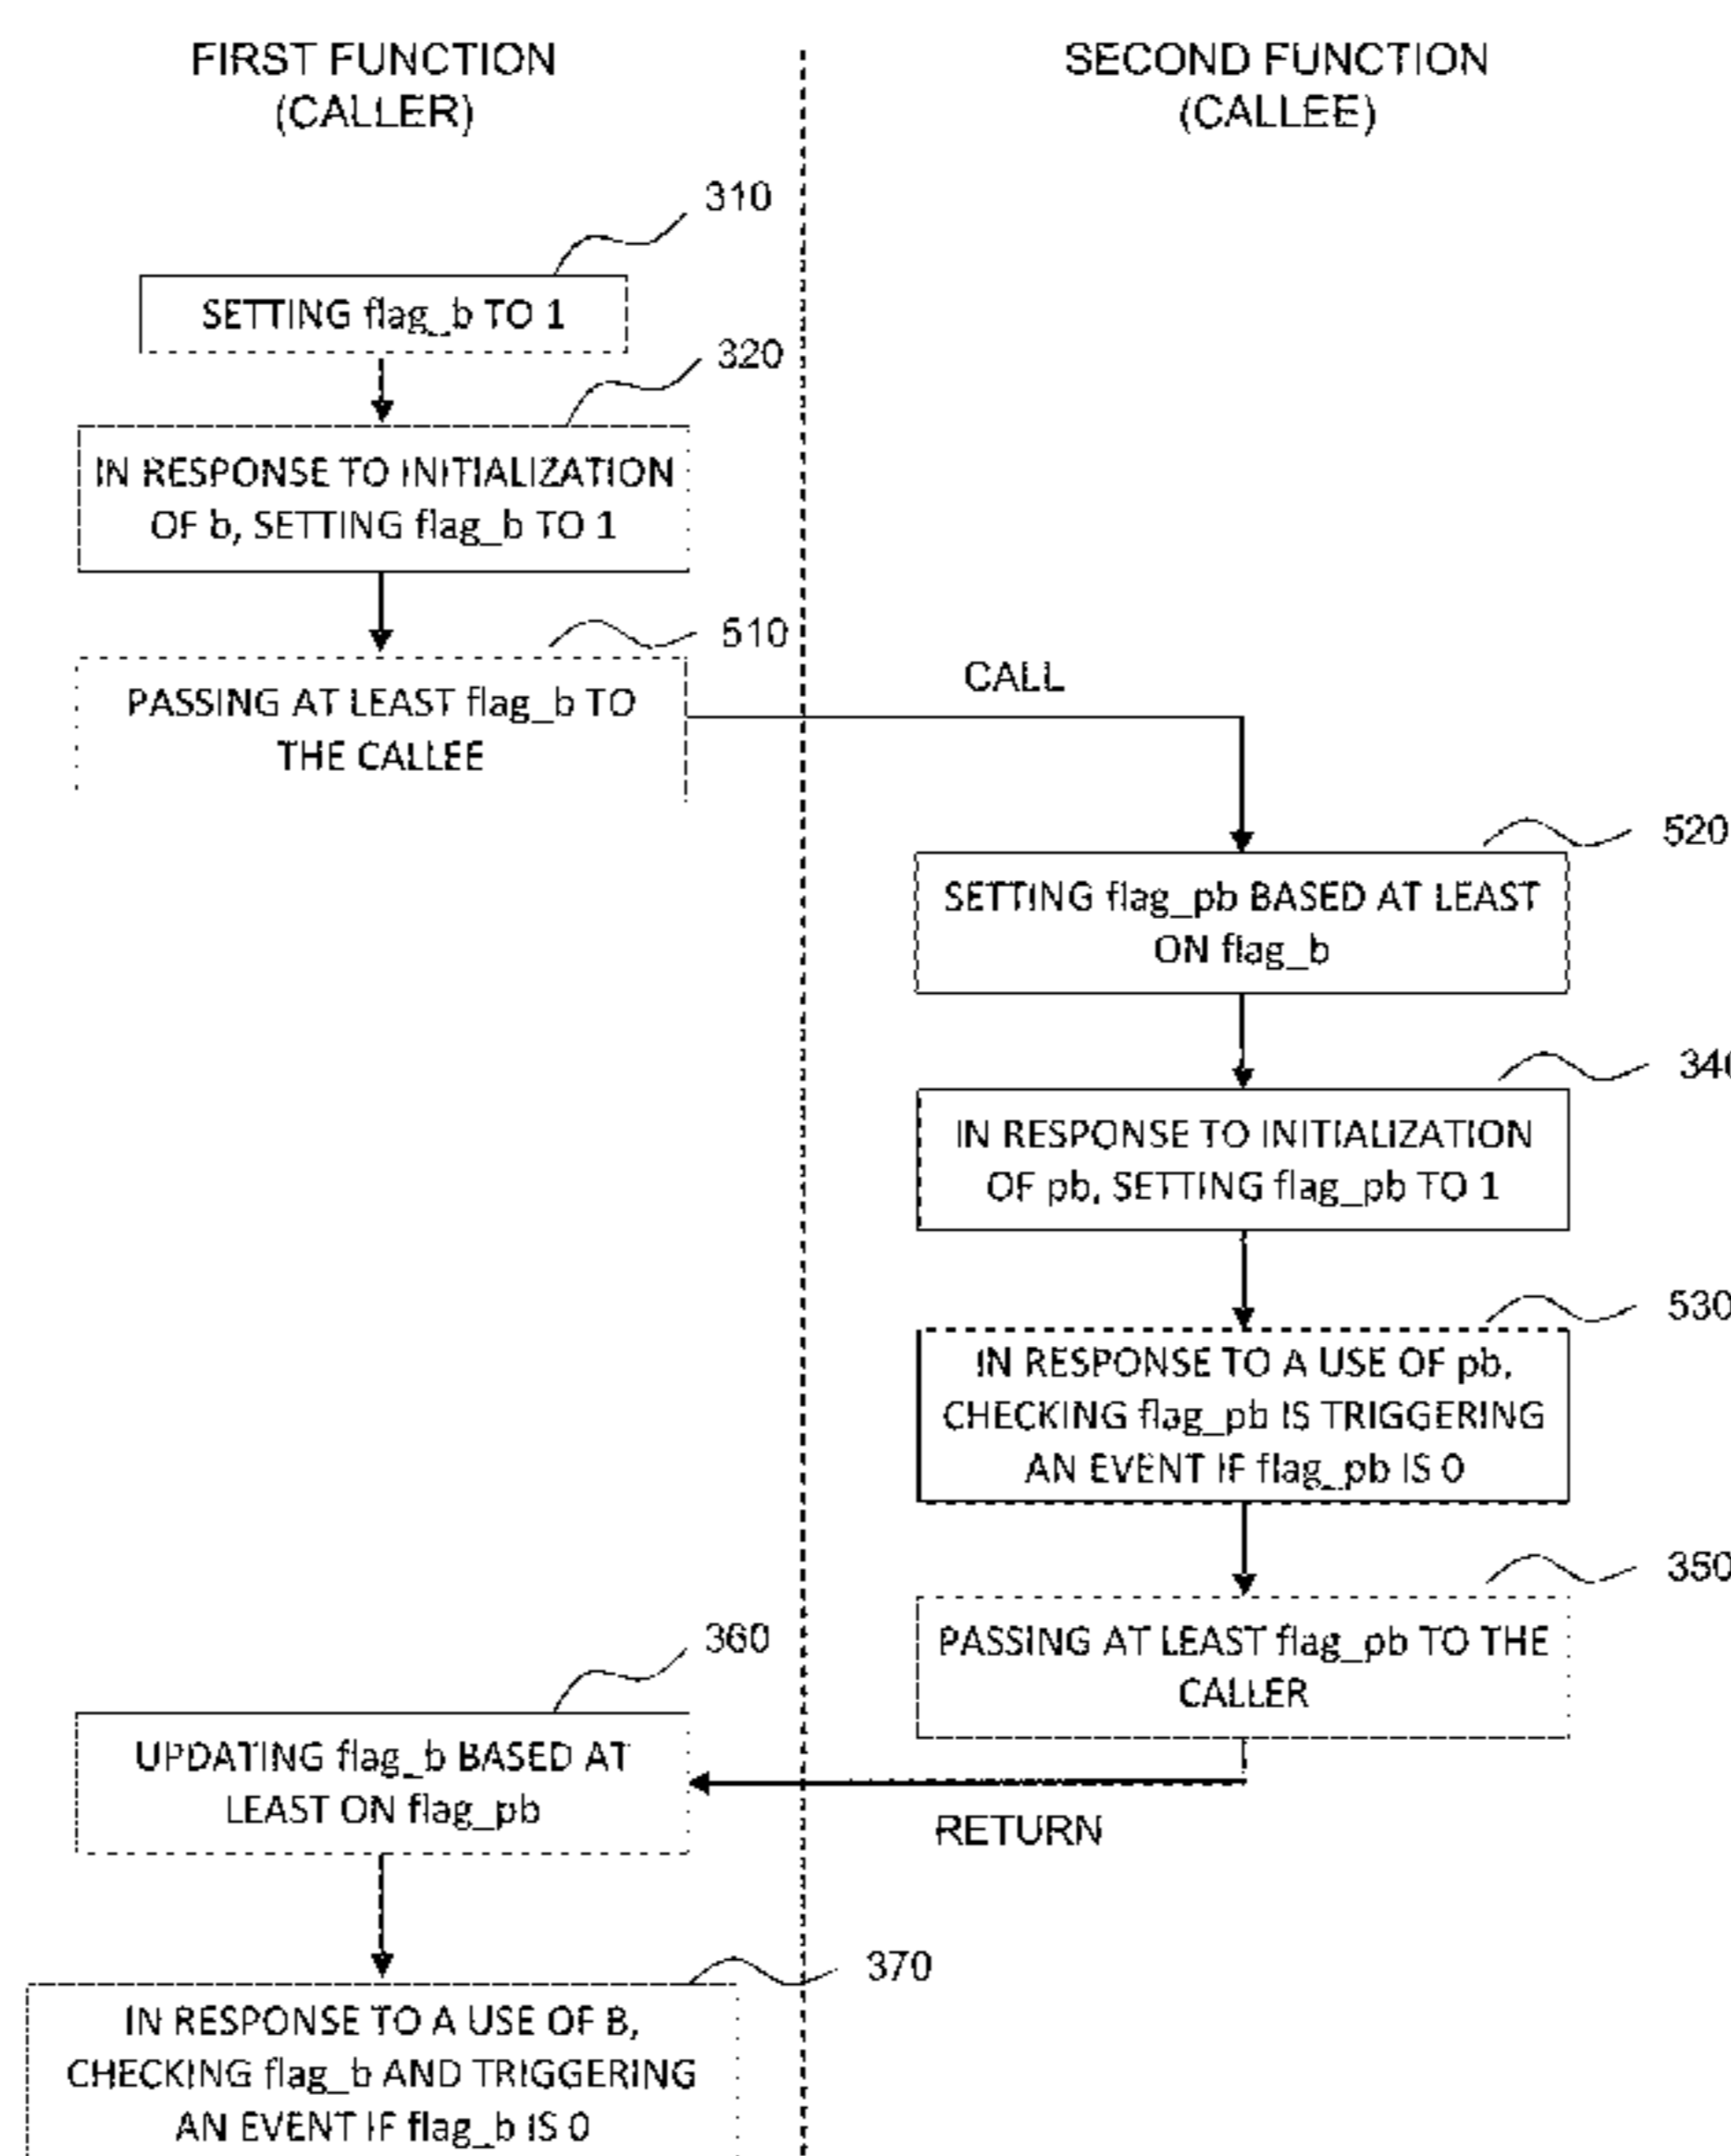 FIRST FUNCTION
(CALLER)
SECOND FUNCTION
(CALLEE)
310
SETTING flag_b TO 1
320
IN RESPONSE TO INITIALIZATION
OF b, SETTING flag_b TO 1
510
PASSING AT LEAST flag_b TO
THE CALLEE
CALL
520
SETTING flag_pb BASED AT LEAST
ON flag_b
340
IN RESPONSE TO INITIALIZATION
OF pb, SETTING flag_pb TO 1
530
IN RESPONSE TO A USE OF pb,
CHECKING flag_pb IS TRIGGERING
AN EVENT IF flag_pb IS 0
350
PASSING AT LEAST flag_pb TO THE
CALLER
RETURN
360
UPDATING flag_b BASED AT
LEAST ON flag_pb
370
IN RESPONSE TO A USE OF B,
CHECKING flag_b AND TRIGGERING
AN EVENT IF flag_b IS 0